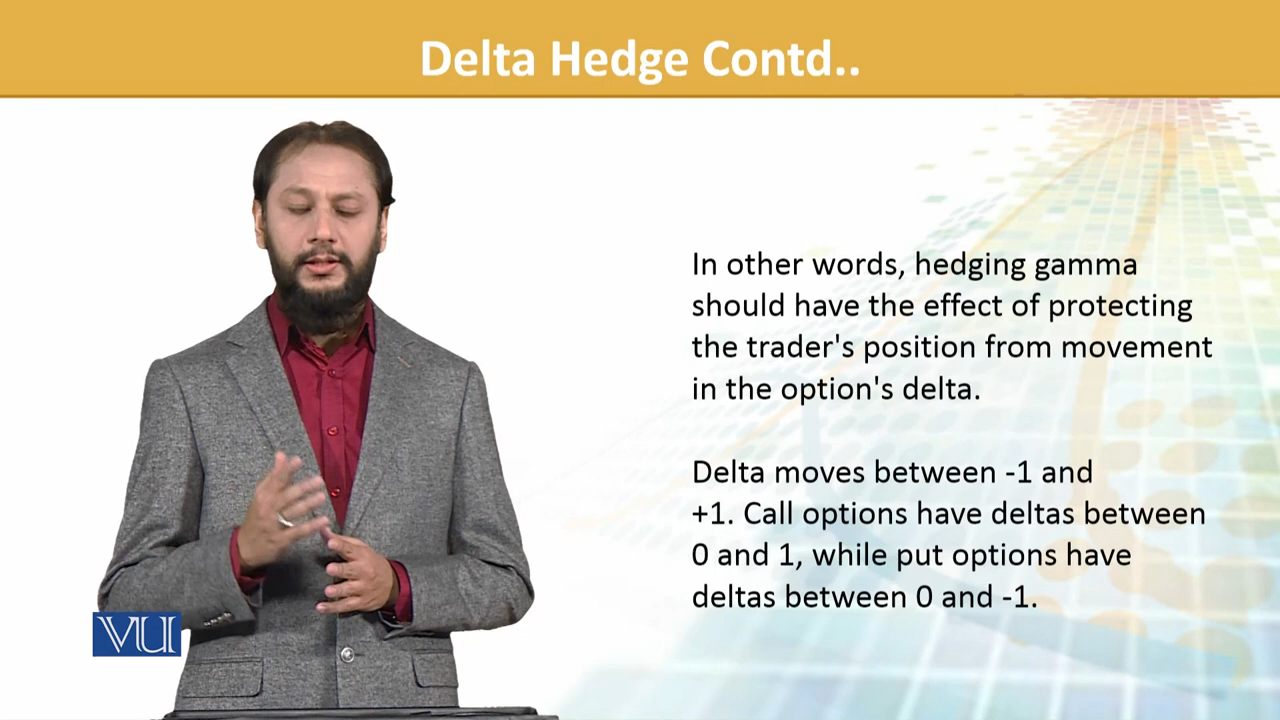 Delta Hedge Contd..
In other words, hedging gamma
should have the effect of protecting
the trader's position from movement
in the option's delta.
Delta moves between -1 and
+1. Call options have deltas between
0 and 1, while put options have
deltas between 0 and -1.
VU